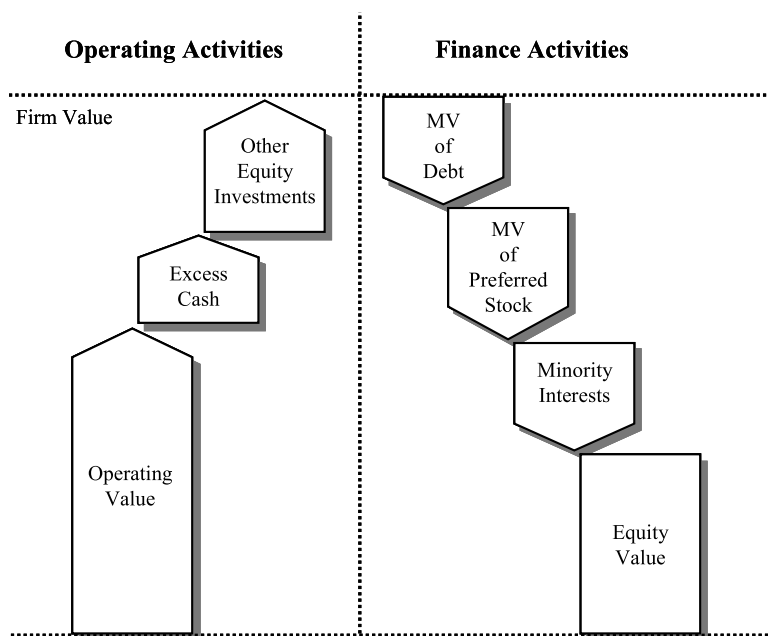 Operating Activities
Finance Activities
Firm Value
Other
Equity
Investments
Excess
Cash
Operating
Value
MV
of
Debt
MV
of
Preferred
Stock
Minority
Interests
Equity
Value